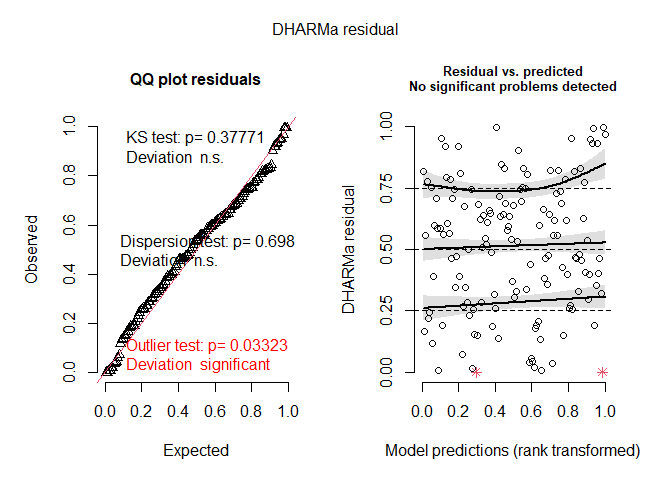 DHARMa residual
QQ plot residuals
KS test: p= 0.37771
Deviation n.s.
Dispersion test: p= 0.698
Deviation n.s.
Outlier test: p= 0.03323
Deviation significant
Observed
0.0 0.2 0.4 0.6 0.8 1.0
0.0 0.2 0.4 0.6 0.8 1.0
Expected
Residual vs. predicted
No significant problems detected
DHARMa residual
0.00 0.25 0.50 0.75 1.00
0.0 0.2 0.4 0.6 0.8 1.0
Model predictions (rank transformed)